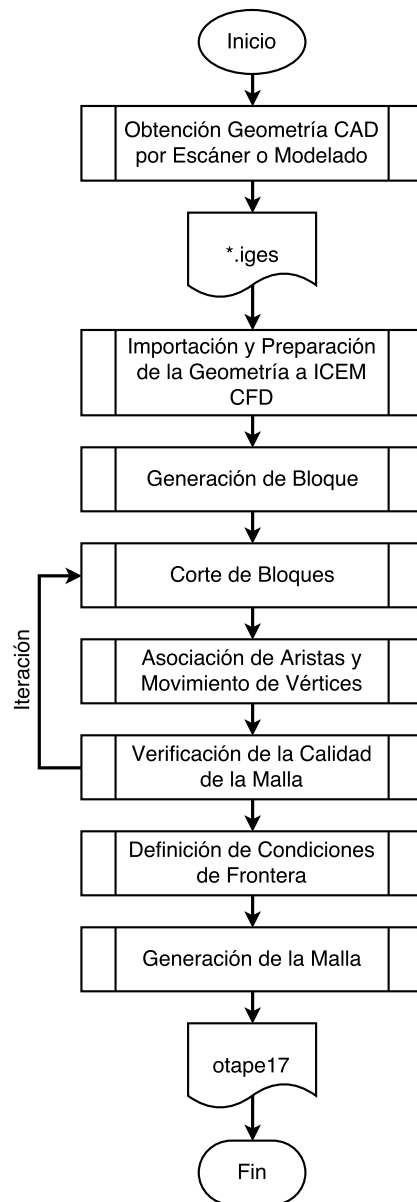 Inicio
Obtención Geometría CAD
por Escáner o Modelado
*.iges
Importación y Preparación
de la Geometría a ICEM
CFD
Generación de Bloque
Corte de Bloques
Iteración
Asociación de Aristas y
Movimiento de Vértices
Verificación de la Calidad
de la Malla
Definición de Condiciones
de Frontera
Generación de la Malla
otape17
Fin